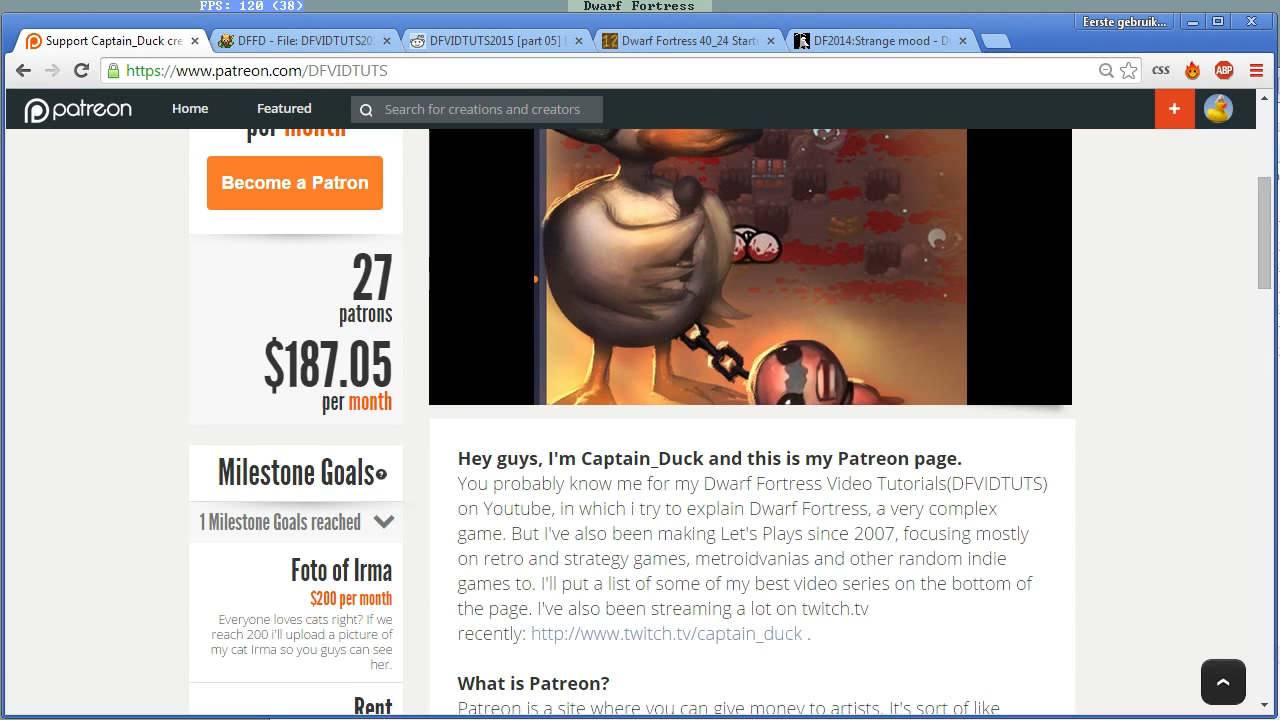 FPS: 120 (38)
Dwarf Fortress
Eerste gebruik...
Support Captain_Duck cre
DFFD - File: DFVIDTUTS20
DFVIDTUTS2015 [part 05]
Dwarf Fortress 40_24 Start
DF2014:Strange mood - D
https://www.patreon.com/DFVIDTUTS
CSS
ABP
patreon
Home
Featured
Search for creations and creators
+
per month
Become a Patron
27
patrons
$187.05
per month
Milestone Goals
1 Milestone Goals reached
Foto of Irma
$200 per month
Everyone loves cats right? If we
reach 200 i'll upload a picture of
my cat Irma so you guys can see
her.
Rent
Hey guys, I'm Captain_Duck and this is my Patreon page.
You probably know me for my Dwarf Fortress Video Tutorials(DFVIDTUTS)
on Youtube, in which i try to explain Dwarf Fortress, a very complex
game. But I've also been making Let's Plays since 2007, focusing mostly
on retro and strategy games, metroidvanias and other random indie
games to. I'll put a list of some of my best video series on the bottom of
the page. I've also been streaming a lot on twitch.tv
recently: http://www.twitch.tv/captain_duck .
What is Patreon?
Patreon is a site where you can give money to artists. It's sort of like